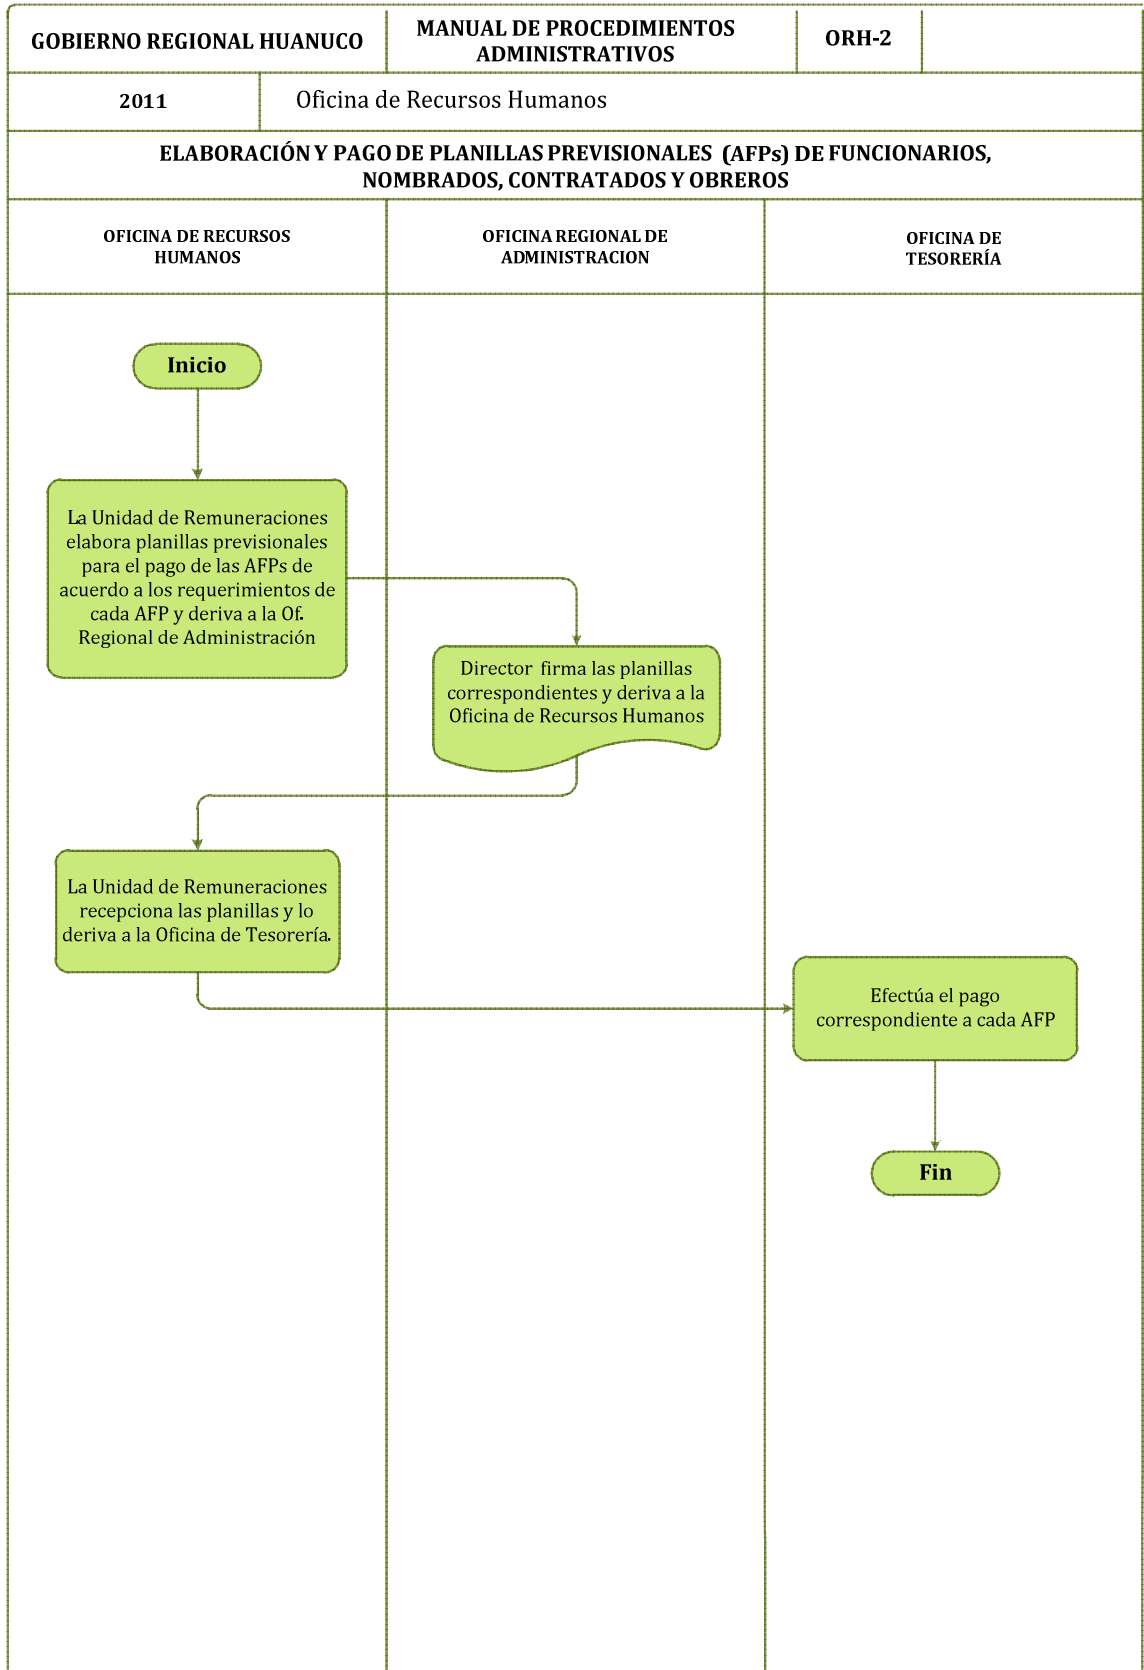 GOBIERNO REGIONAL HUANUCO
MANUAL DE PROCEDIMIENTOS
ADMINISTRATIVOS
ORH-2
2011
Oficina de Recursos Humanos
ELABORACIÓN Y PAGO DE PLANILLAS PREVISIONALES (AFPs) DE FUNCIONARIOS,
NOMBRADOS, CONTRATADOS Y OBREROS
OFICINA DE RECURSOS
HUMANOS
OFICINA REGIONAL DE
ADMINISTRACION
OFICINA DE
TESORERÍA
Inicio
La Unidad de Remuneraciones
elabora planillas previsionales
para el pago de las AFPs de
acuerdo a los requerimientos de
cada AFP y deriva a la Of.
Regional de Administración
Director firma las planillas
correspondientes y deriva a la
Oficina de Recursos Humanos
La Unidad de Remuneraciones
recepciona las planillas y lo
deriva a la Oficina de Tesorería.
Efectúa el pago
correspondiente a cada AFP
Fin